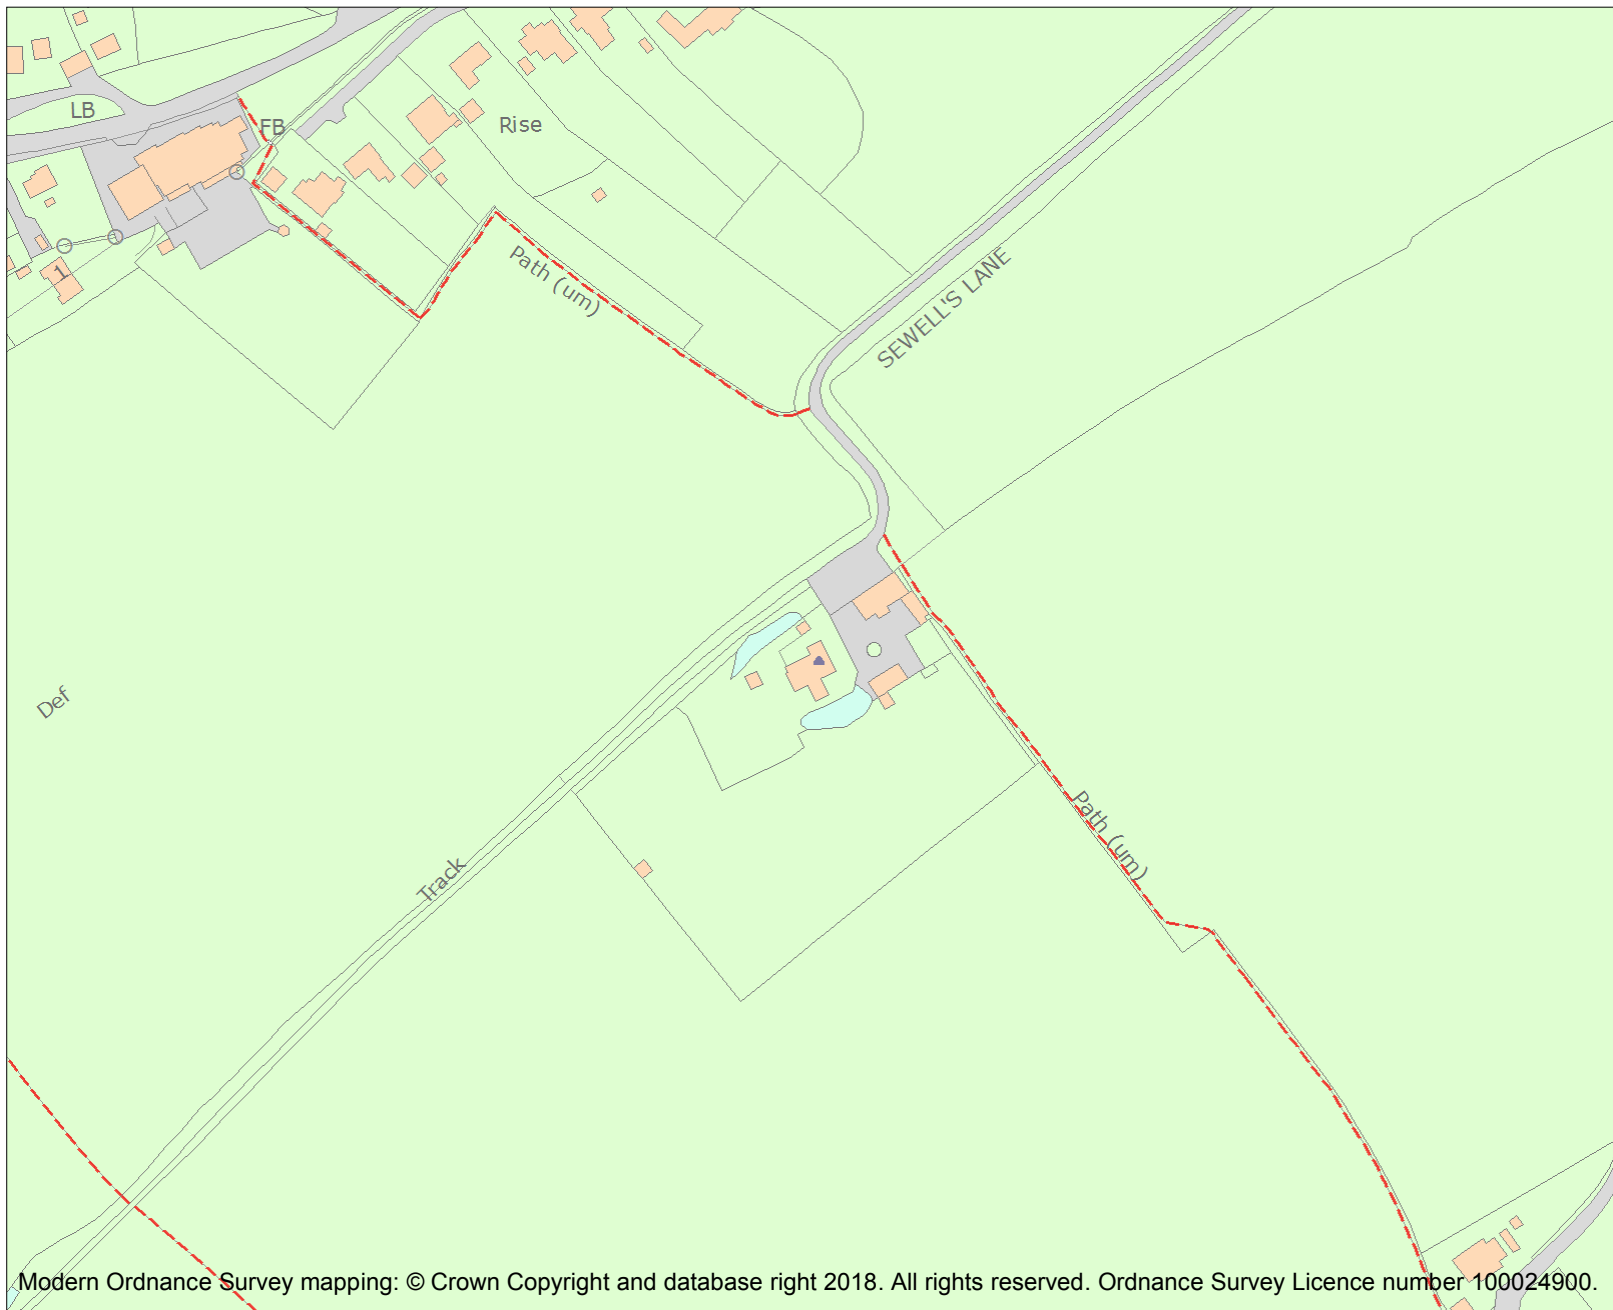 LB
FB
Rise
1
Path (um)
SEWELL'S LANE
Def
Track
Path (um)
Modern Ordnance Survey mapping: © Crown Copyright and database right 2018. All rights reserved. Ordnance Survey Licence number 100024900.